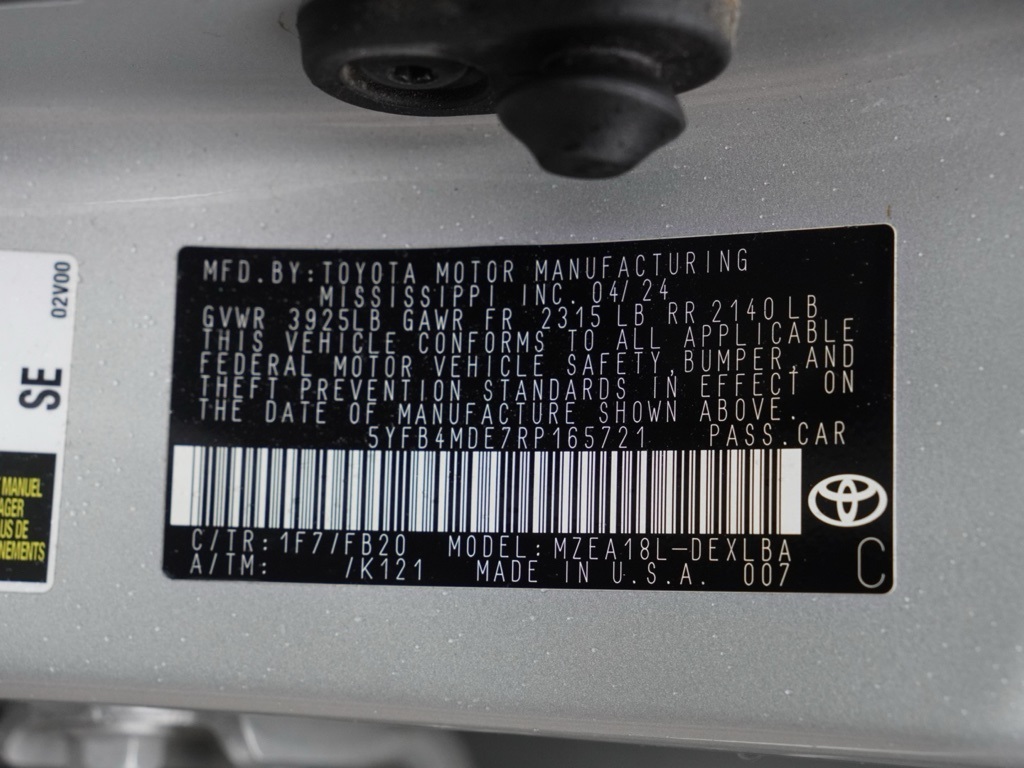 MFD.BY:TOYOTA MOTOR MANUFACTURING
MISSISSIPPI INC. 04/24
GVWR 3925LB GAWR FR 2315 LB RR 2140 LB
THIS VEHICLE CONFORMS TO ALL APPLICABLE
FEDERAL MOTOR VEHICLE SAFETY,BUMPER,AND
THEFT PREVENTION STANDARDS IN EFFECT ON
THE DATE OF MANUFACTURE SHOWN ABOVE.
5YFB4MDE7RP165721 PASS.CAR
C/TR:1F7/FB20 MODEL:MZEA18L-DEXLBA
A/TM: /K121 MADE IN U.S.A. 007 C
02V00
SE
MANUEL
AGER
US DE
NEMENTS